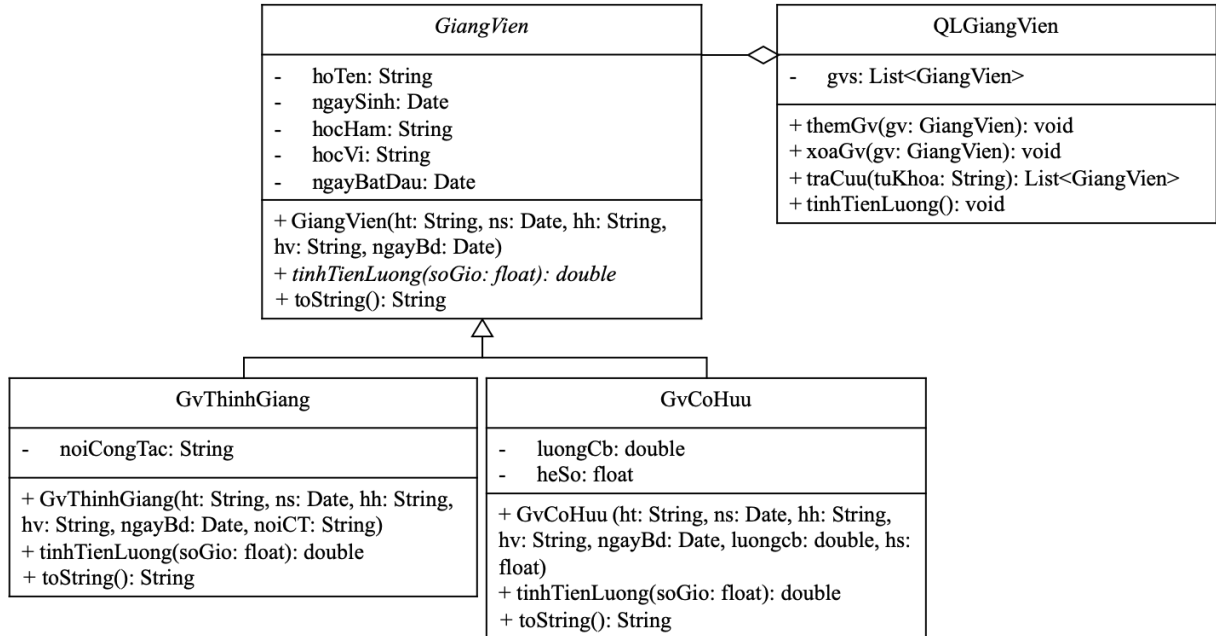 GiangVien
- hoTen: String
- ngaySinh: Date
- hocHam: String
- hocVi: String
- ngayBatDau: Date
+ GiangVien(ht: String, ns: Date, hh: String,
hv: String, ngayBd: Date)
+ tinhTienLuong(soGio: float): double
+ toString(): String
QLGiangVien
- gvs: List<GiangVien>
+ themGv(gv: GiangVien): void
+ xoaGv(gv: GiangVien): void
+ traCuu(tuKhoa: String): List<GiangVien>
+ tinhTienLuong(): void
GvThinhGiang
- noiCongTac: String
+ GvThinhGiang(ht: String, ns: Date, hh: String,
hv: String, ngayBd: Date, noiCT: String)
+ tinhTienLuong(soGio: float): double
+ toString(): String
GvCoHuu
- luongCb: double
- heSo: float
+ GvCoHuu (ht: String, ns: Date, hh: String,
hv: String, ngayBd: Date, luongcb: double, hs:
float)
+ tinhTienLuong(soGio: float): double
+ toString(): String